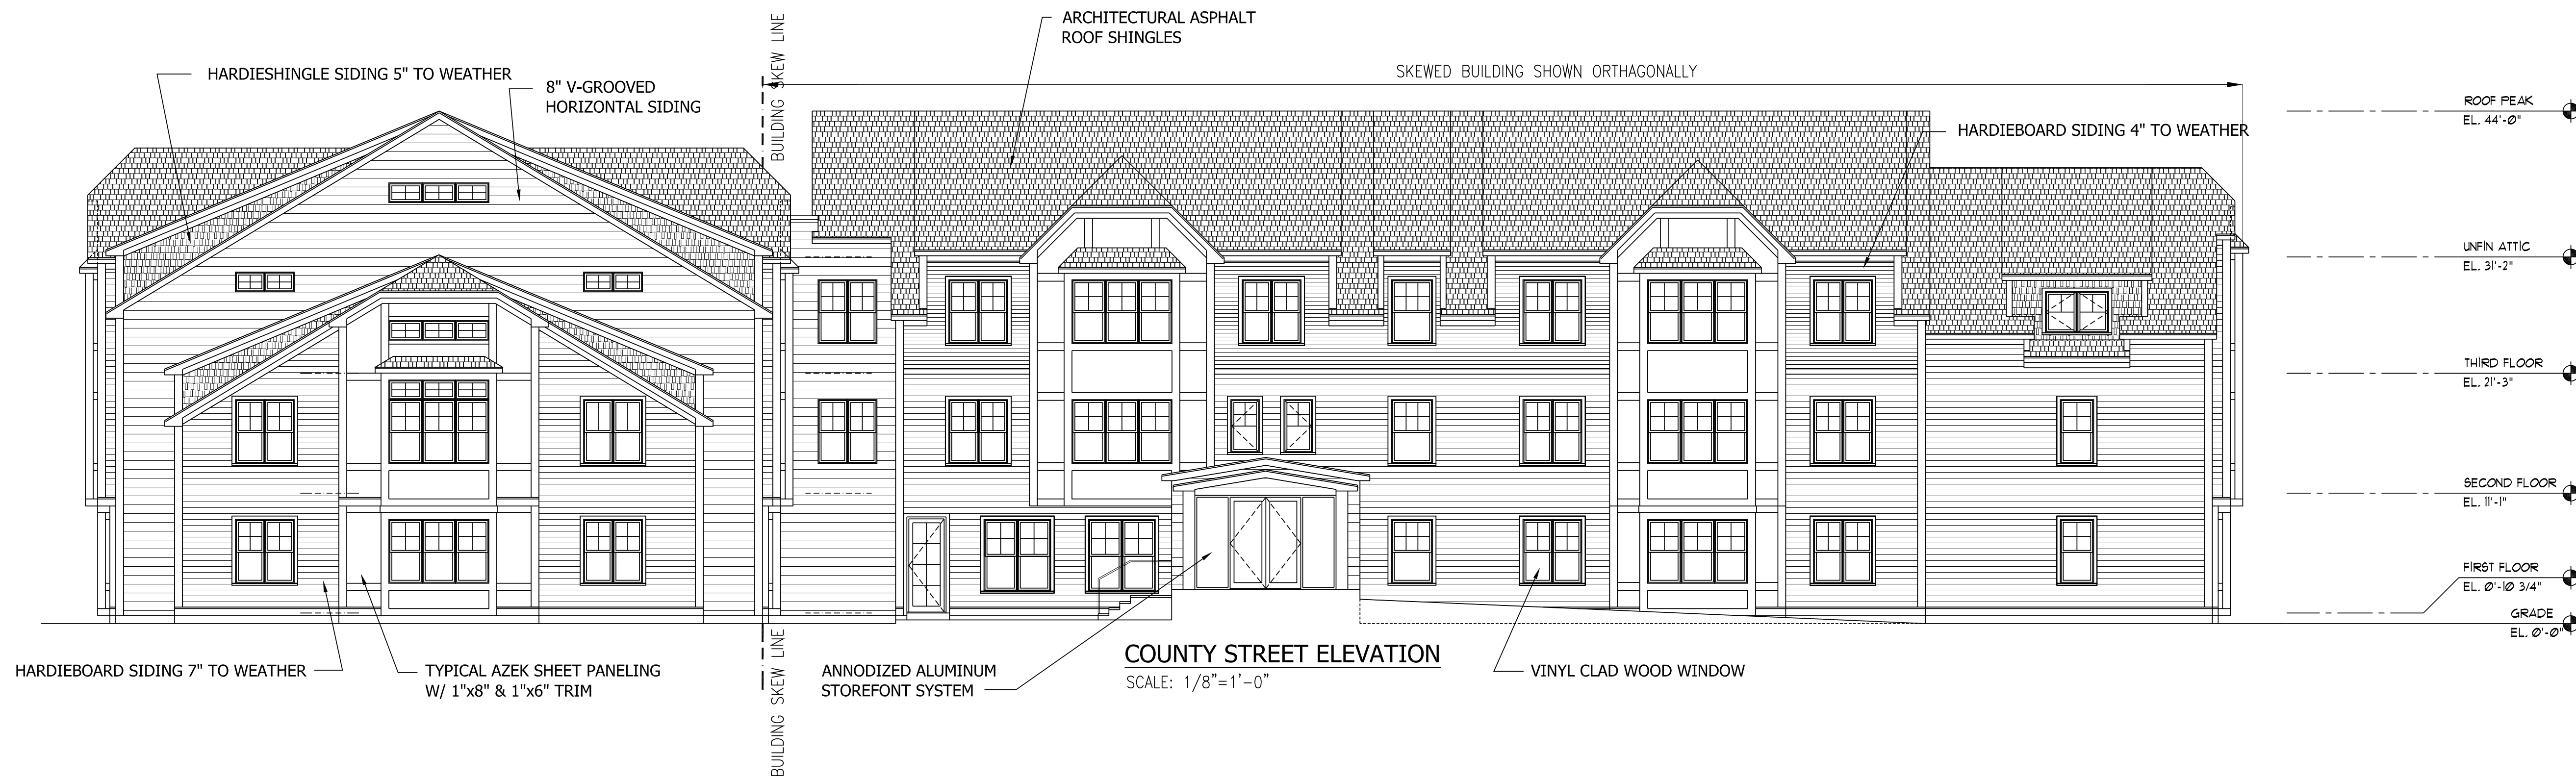 ARCHITECTURAL ASPHALT
ROOF SHINGLES
BUILDING SKEW LINE
SKEWED BUILDING SHOWN ORTHAGONALLY
HARDIESHINGLE SIDING 5" TO WEATHER
8" V-GROOVED
HORIZONTAL SIDING
HARDIEBOARD SIDING 4" TO WEATHER
ROOF PEAK
EL. 44'-0"
UNFIN ATTIC
EL. 31'-2"
THIRD FLOOR
EL. 21'-3"
SECOND FLOOR
EL. 11'-1"
FIRST FLOOR
EL. 0'-10 3/4"
GRADE
EL. 0'-0"
HARDIEBOARD SIDING 7" TO WEATHER
TYPICAL AZEK SHEET PANELING
W/ 1"x8" & 1"x6" TRIM
BUILDING SKEW LINE
ANNODIZED ALUMINUM
STOREFONT SYSTEM
COUNTY STREET ELEVATION
SCALE: 1/8"=1'-0"
VINYL CLAD WOOD WINDOW